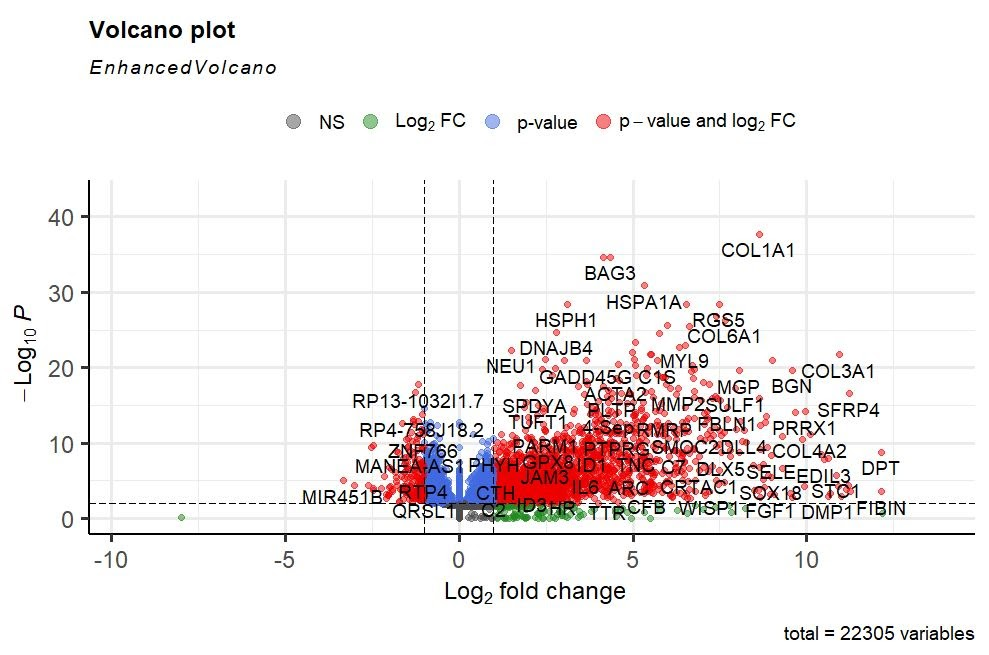 Volcano plot
EnhancedVolcano
NS Log2 FC p-value p − value and log2 FC
−Log10 P
40
30
20
10
0
COL1A1
BAG3
HSPA1A
HSPH1 RGS5
COL6A1
DNAJB4
NEU1 MYL9
COL3A1
GADD45G C1S
MGP BGN
ACTA2
RP13-1032I1.7
SPDYA PLTP MMP2 SULF1 SFRP4
TUFT1 FBLN1
RP4-758J18.2 4-Sep RMRP PRRX1
ZNF766 PARM1 PTPRG SMOC2 DLL4 COL4A2
MANEA-AS1 PHYH GPX8 ID1 TNC C7 DLX5 SELE DPT
JAM3 EDIL3
MIR451B RTP4 CTH IL6 ARG CRTAC1 SOX18 STC1
QRSL1 C2 ID3 HR TTR CFB WISP1 FGF1 DMP1 FIBIN
-10 -5 0 5 10
Log2 fold change
total = 22305 variables